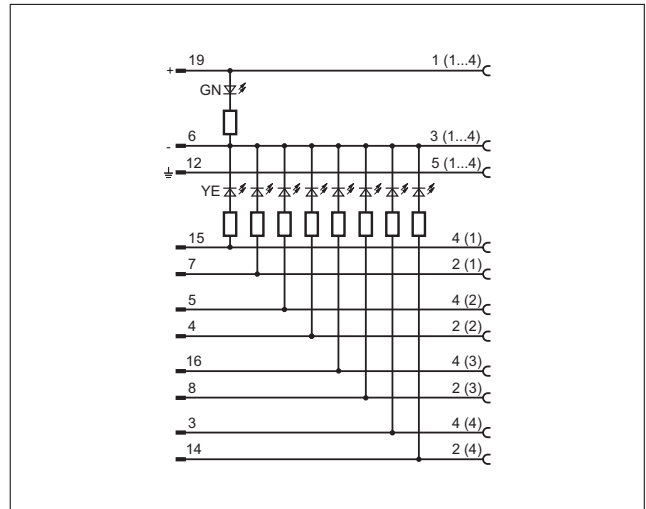 19 1 (1...4)
+
GN
6 3 (1...4)
-
12 5 (1...4)
YE
15 4 (1)
7 2 (1)
5 4 (2)
4 2 (2)
16 4 (3)
8 2 (3)
3 4 (4)
14 2 (4)